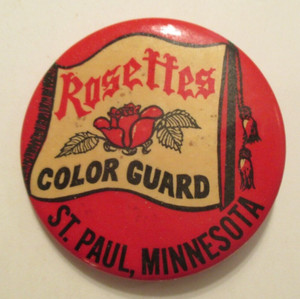 Rosettes
COLOR GUARD
ST. PAUL, MINNESOTA